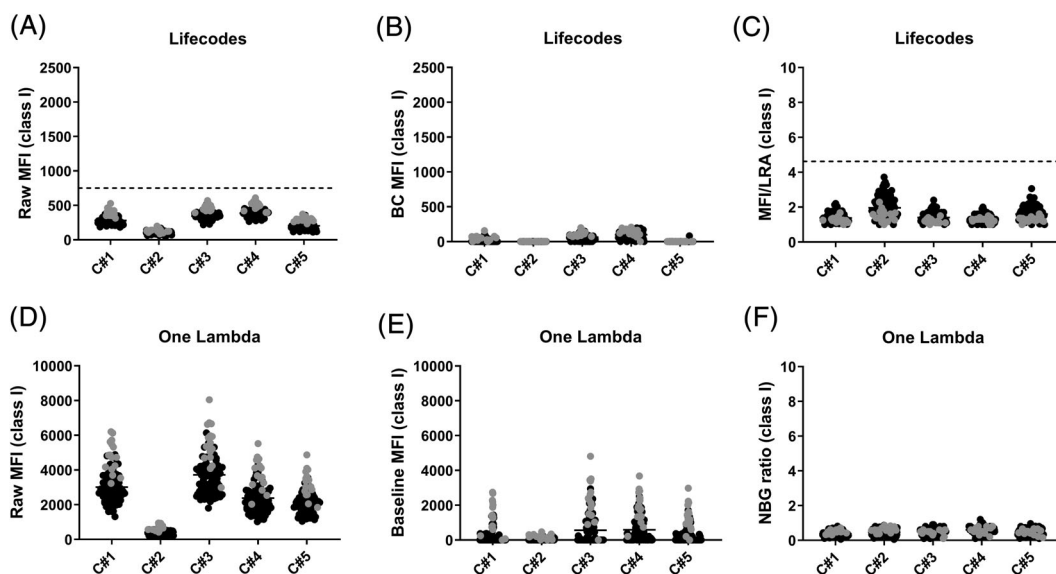 (A)
Lifecodes
Raw MFI (class I)
2500
2000
1500
1000
500
0
C#1
C#2
C#3
C#4
C#5
(B)
Lifecodes
BC MFI (class I)
2500
2000
1500
1000
500
0
C#1
C#2
C#3
C#4
C#5
(C)
Lifecodes
MFI/LRA (class I)
10
8
6
4
2
0
C#1
C#2
C#3
C#4
C#5
(D)
One Lambda
Raw MFI (class I)
10000
8000
6000
4000
2000
0
C#1
C#2
C#3
C#4
C#5
(E)
One Lambda
Baseline MFI (class I)
10000
8000
6000
4000
2000
0
C#1
C#2
C#3
C#4
C#5
(F)
One Lambda
NBG ratio (class I)
10
8
6
4
2
0
C#1
C#2
C#3
C#4
C#5